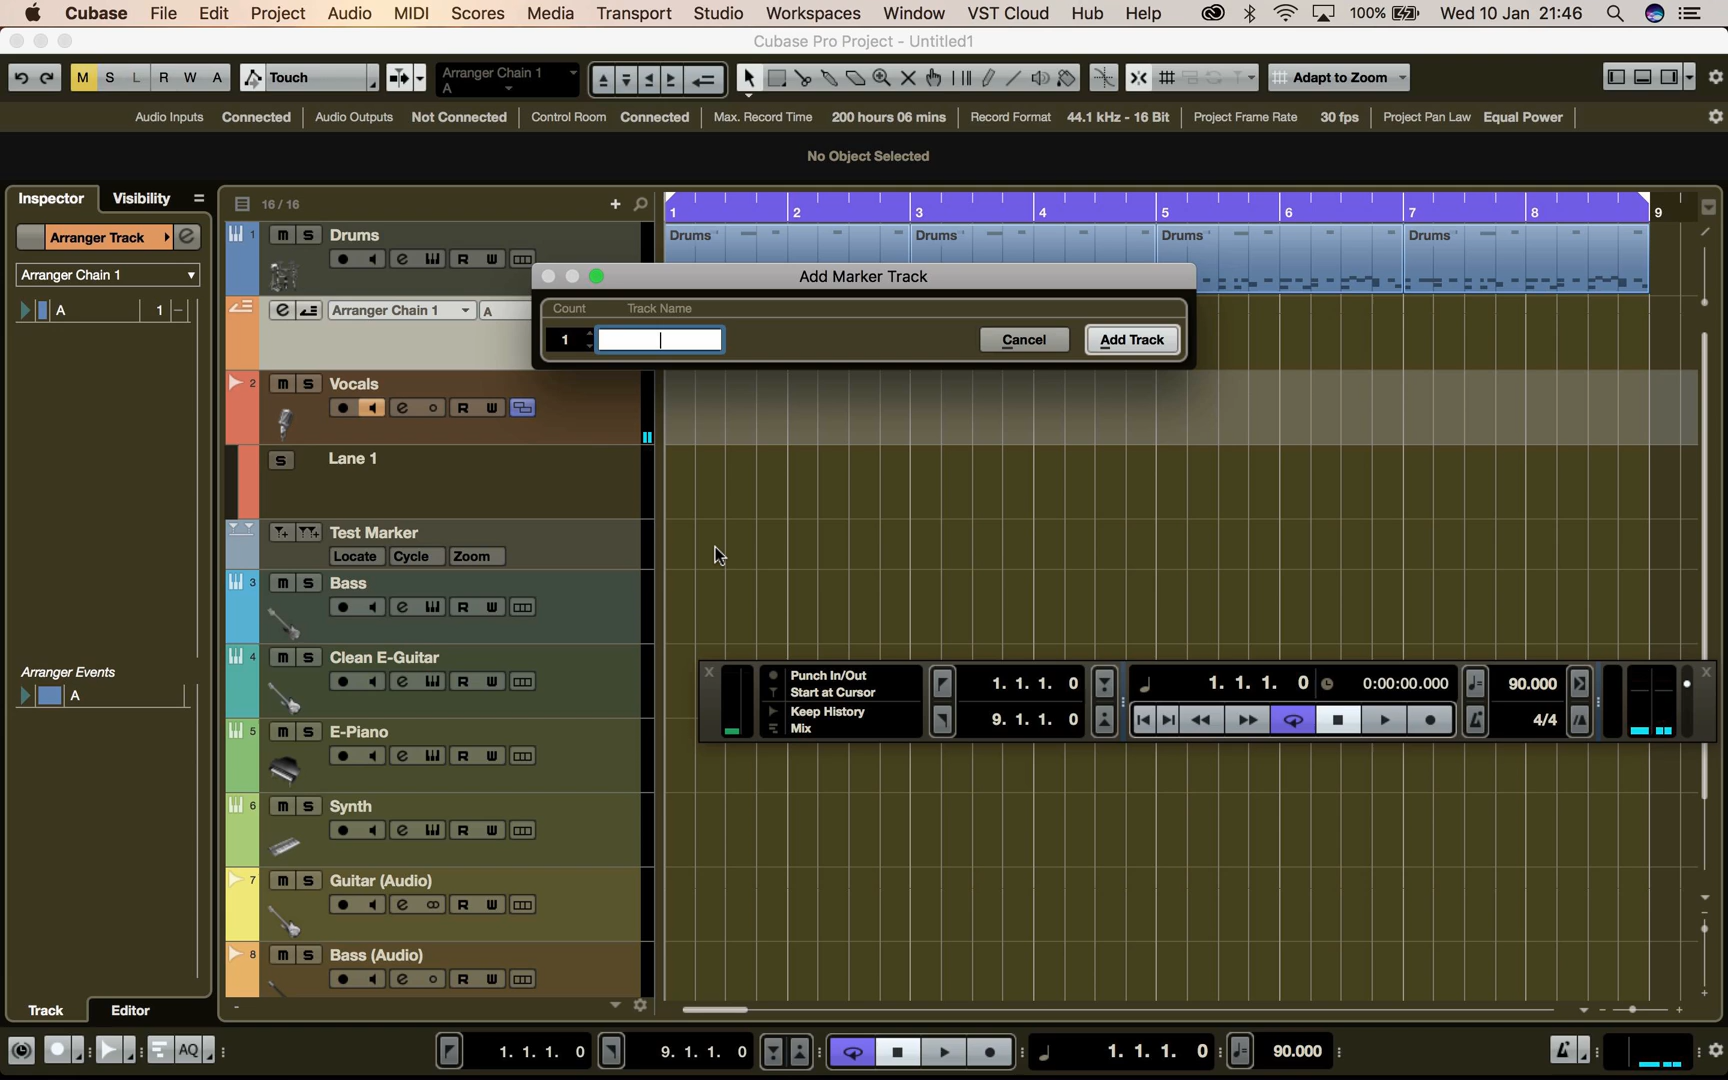 Cubase File Edit Project Audio MIDI Scores Media Transport Studio Workspaces Window VST Cloud Hub Help 100% Wed 10 Jan 21:46
Cubase Pro Project - Untitled1
M S L R W A Touch Arranger Chain 1 Adapt to Zoom
A
Audio Inputs Connected Audio Outputs Not Connected Control Room Connected Max. Record Time 200 hours 06 mins Record Format 44.1 kHz - 16 Bit Project Frame Rate 30 fps Project Pan Law Equal Power
No Object Selected
Inspector Visibility 16/16
1 2 3 4 5 6 7 8 9
Arranger Track
1 Drums
m S
R W
Drums Drums Drums Drums
Arranger Chain 1
A 1
Add Marker Track
Count Track Name
1 Cancel Add Track
Arranger Chain 1 A
2 m S Vocals
R W
S Lane 1
Test Marker
Locate Cycle Zoom
3 m S Bass
R W
4 m S Clean E-Guitar
R W
Arranger Events
A
Punch In/Out
Start at Cursor
Keep History
Mix
1. 1. 1. 0
9. 1. 1. 0
1. 1. 1. 0 0:00:00.000 90.000
4/4
5 m S E-Piano
R W
6 m S Synth
R W
7 m S Guitar (Audio)
R W
8 m S Bass (Audio)
R W
Track Editor
AQ 1. 1. 1. 0 9. 1. 1. 0 1. 1. 1. 0 90.000